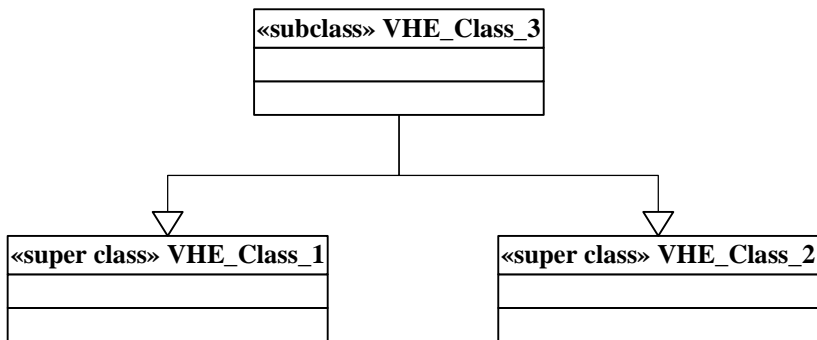 «subclass» VHE_Class_3
«super class» VHE_Class_1
«super class» VHE_Class_2